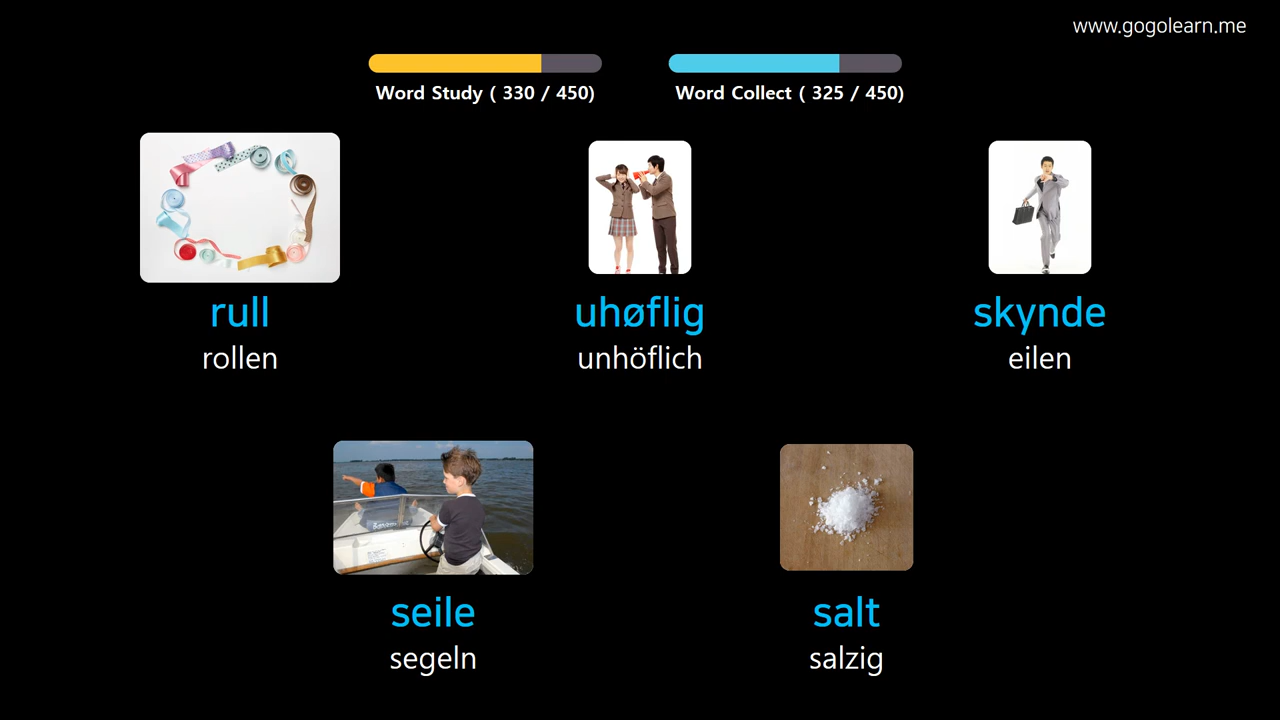 www.gogolearn.me
Word Study ( 330 / 450)
Word Collect ( 325 / 450)
rull
rollen
uhøflig
unhöflich
skynde
eilen
seile
segeln
salt
salzig